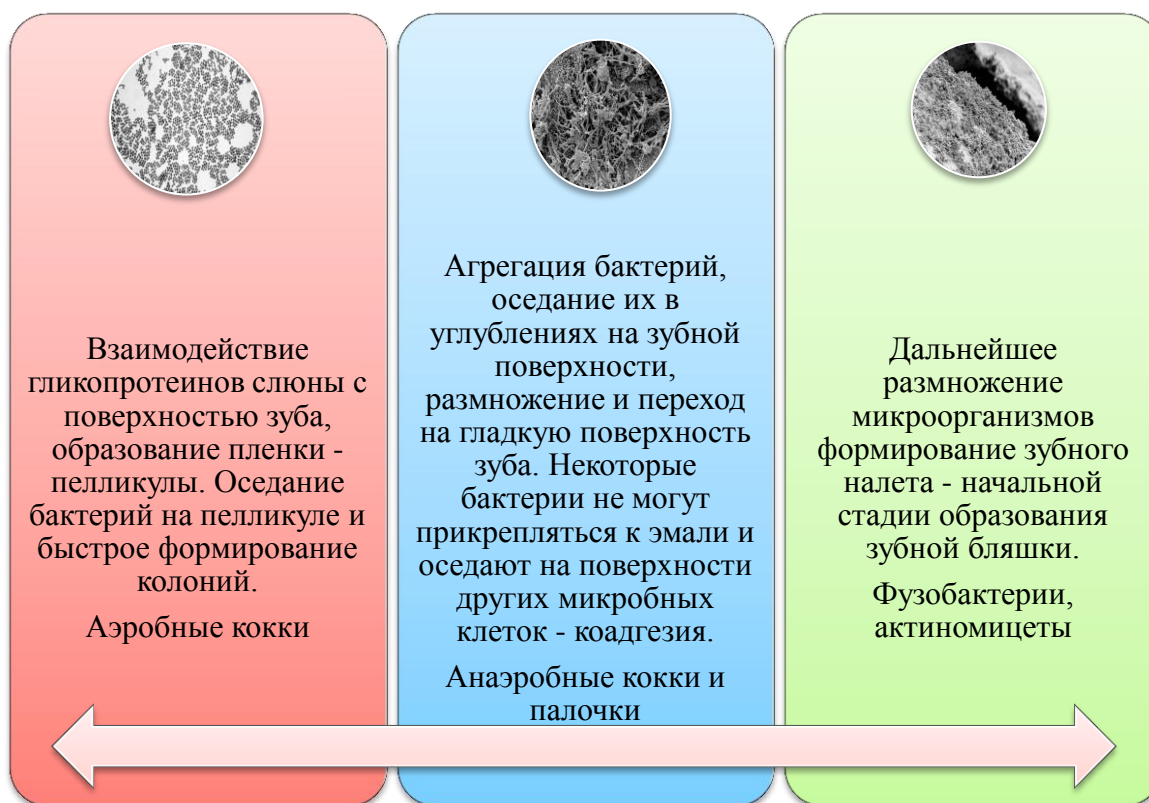 Взаимодействие
гликопротеинов слюны с
поверхностью зуба,
образование пленки -
пелликулы. Оседание
бактерий на пелликуле и
быстрое формирование
колоний.
Аэробные кокки
Агрегация бактерий,
оседание их в
углублениях на зубной
поверхности,
размножение и переход
на гладкую поверхность
зуба. Некоторые
бактерии не могут
прикрепляться к эмали и
оседают на поверхности
других микробных
клеток - коадгезия.
Анаэробные кокки и
палочки
Дальнейшее
размножение
микроорганизмов
формирование зубного
налета - начальной
стадии образования
зубной бляшки.
Фузобактерии,
актиномицеты